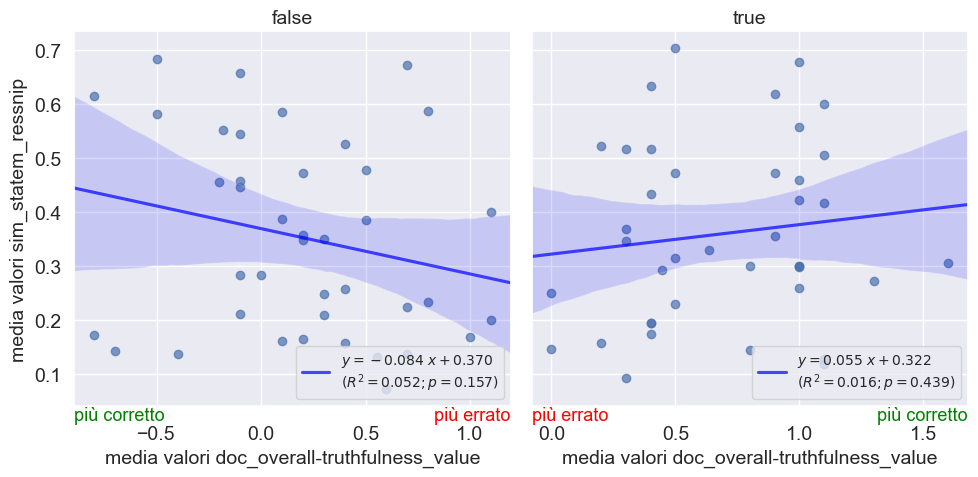 false
true
0.7
0.6
0.5
0.4
0.3
0.2
0.1
media valori sim_statem_ressnip
y = −0.084 x + 0.370
(R² = 0.052; p = 0.157)
y = 0.055 x + 0.322
(R² = 0.016; p = 0.439)
più corretto
più errato
più errato
più corretto
−0.5 0.0 0.5 1.0
0.0 0.5 1.0 1.5
media valori doc_overall-truthfulness_value
media valori doc_overall-truthfulness_value